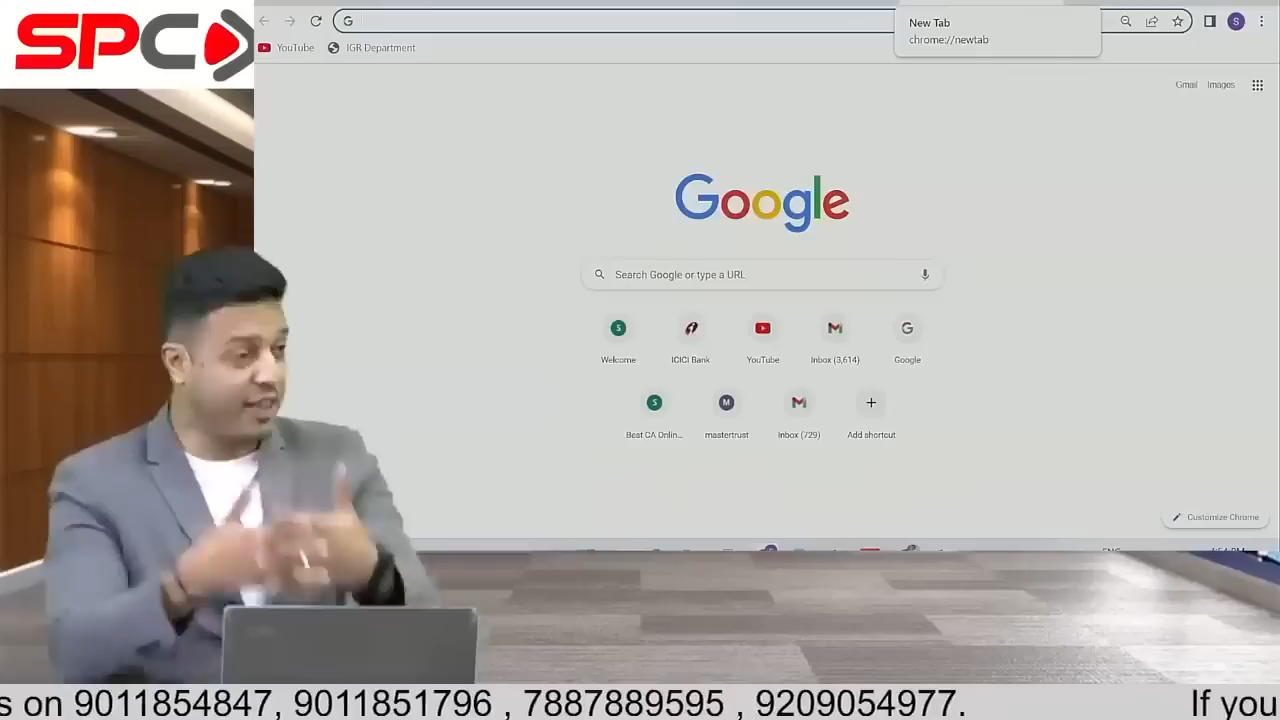 SPC
New Tab
chrome://newtab
YouTube
IGR Department
S
Gmail
Images
Google
Search Google or type a URL
S
M
Welcome
ICICI Bank
YouTube
Inbox (3,614)
Google
S
M
Best CA Onlin...
mastertrust
Inbox (729)
Add shortcut
Customize Chrome
ENG
s on 9011854847, 9011851796 , 7887889595 , 9209054977.
If you